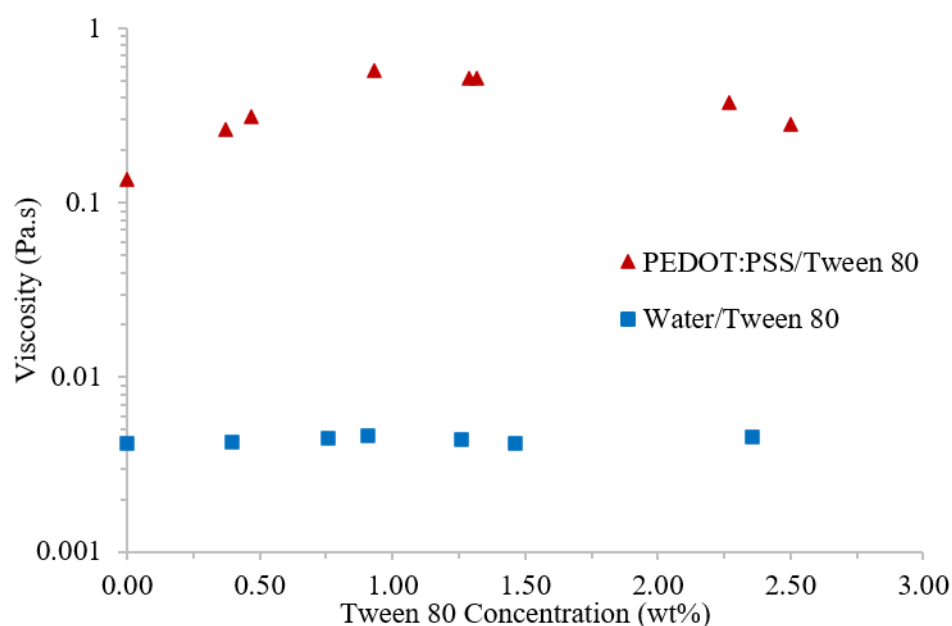 1
0.1
0.01
0.001
Viscosity (Pa.s)
PEDOT:PSS/Tween 80
Water/Tween 80
0.00 0.50 1.00 1.50 2.00 2.50 3.00
Tween 80 Concentration (wt%)